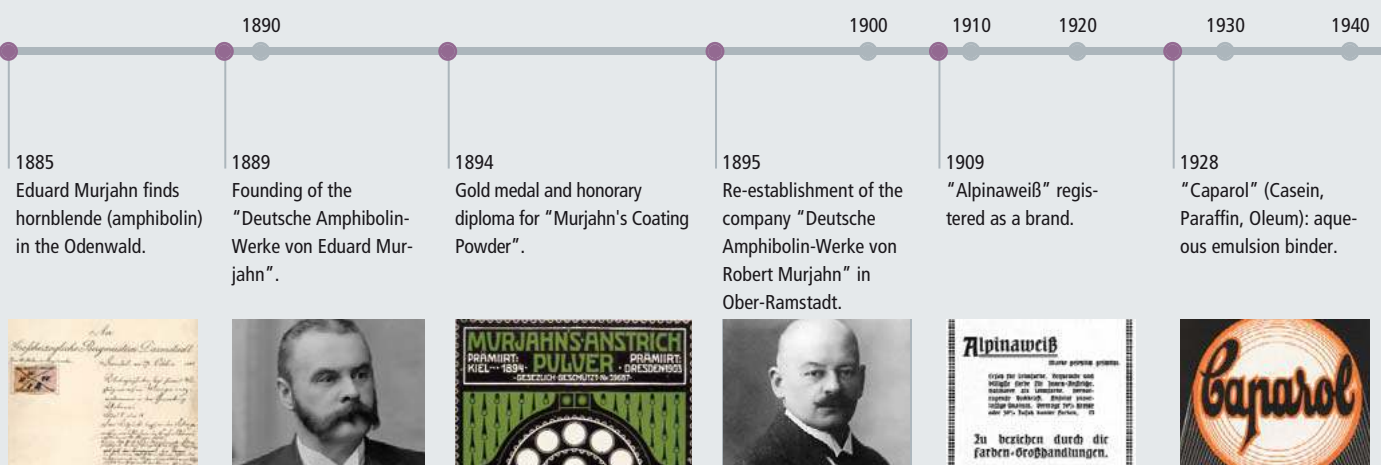 1890
1900
1910
1920
1930
1940
1885
Eduard Murjahn finds
hornblende (amphibolin)
in the Odenwald.
1889
Founding of the
“Deutsche Amphibolin-
Werke von Eduard Mur-
jahn”.
1894
Gold medal and honorary
diploma for “Murjahn's Coating
Powder”.
1895
Re-establishment of the
company “Deutsche
Amphibolin-Werke von
Robert Murjahn” in
Ober-Ramstadt.
1909
“Alpinaweiß” regis-
tered as a brand.
1928
“Caparol” (Casein,
Paraffin, Oleum): aque-
ous emulsion binder.
MURJAHN'S ANSTRICH
PRÄMIIRT: PULVER PRÄMIIRT:
KIEL 1894 DRESDEN 1903
GESEZLICH GESCHÜTZT No 39687
Alpinaweiß
Zu beziehen durch die
Farben-Großhandlungen.
Caparol